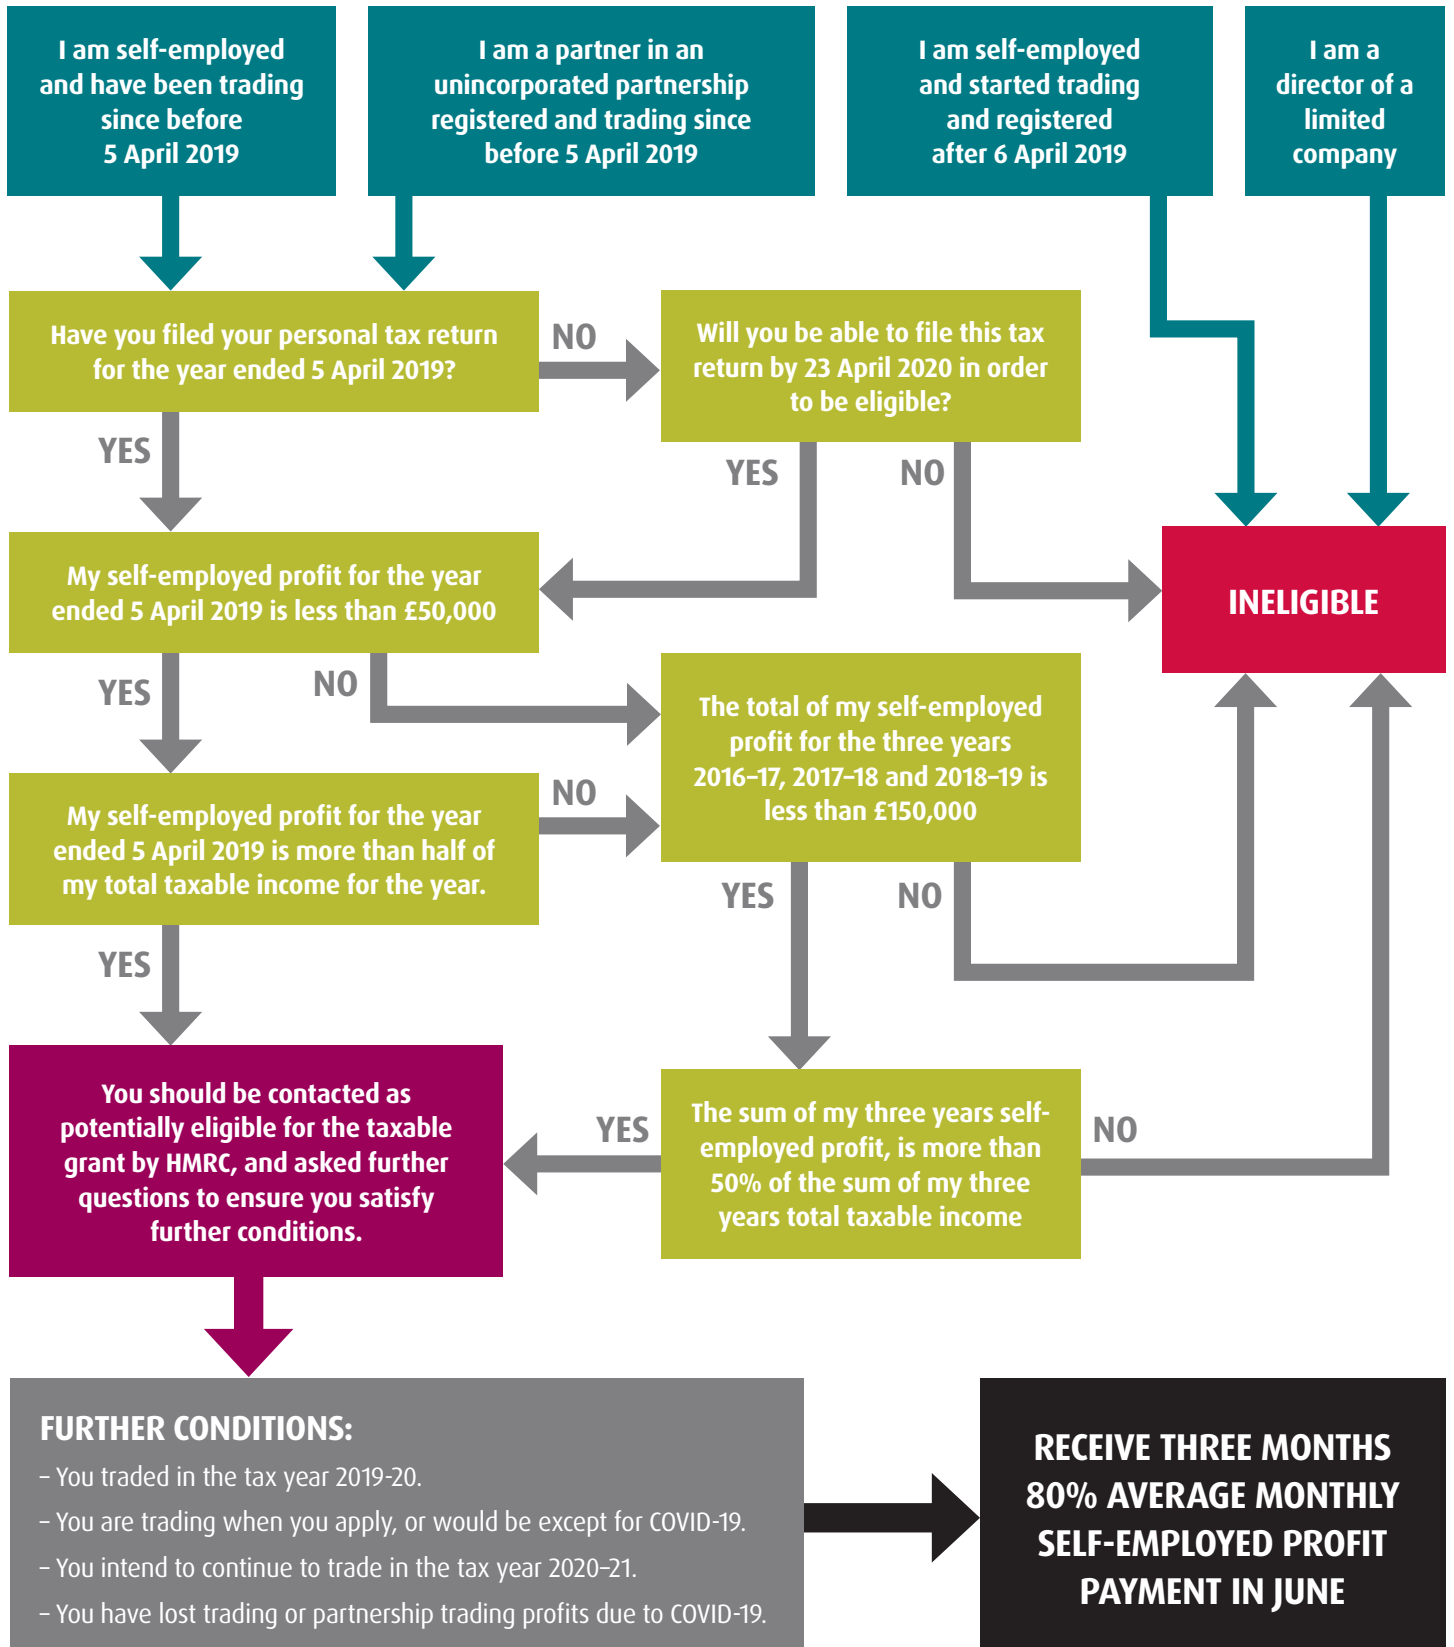 I am self-employed
and have been trading
since before
5 April 2019
I am a partner in an
unincorporated partnership
registered and trading since
before 5 April 2019
I am self-employed
and started trading
and registered
after 6 April 2019
I am a
director of a
limited
company
Have you filed your personal tax return
for the year ended 5 April 2019?
NO
Will you be able to file this tax
return by 23 April 2020 in order
to be eligible?
YES
YES
NO
My self-employed profit for the year
ended 5 April 2019 is less than £50,000
INELIGIBLE
YES
NO
The total of my self-employed
profit for the three years
2016–17, 2017–18 and 2018–19 is
less than £150,000
My self-employed profit for the year
ended 5 April 2019 is more than half of
my total taxable income for the year.
NO
YES
NO
YES
You should be contacted as
potentially eligible for the taxable
grant by HMRC, and asked further
questions to ensure you satisfy
further conditions.
YES
The sum of my three years self-
employed profit, is more than
50% of the sum of my three
years total taxable income
NO
FURTHER CONDITIONS:
– You traded in the tax year 2019-20.
– You are trading when you apply, or would be except for COVID-19.
– You intend to continue to trade in the tax year 2020–21.
– You have lost trading or partnership trading profits due to COVID-19.
RECEIVE THREE MONTHS
80% AVERAGE MONTHLY
SELF-EMPLOYED PROFIT
PAYMENT IN JUNE